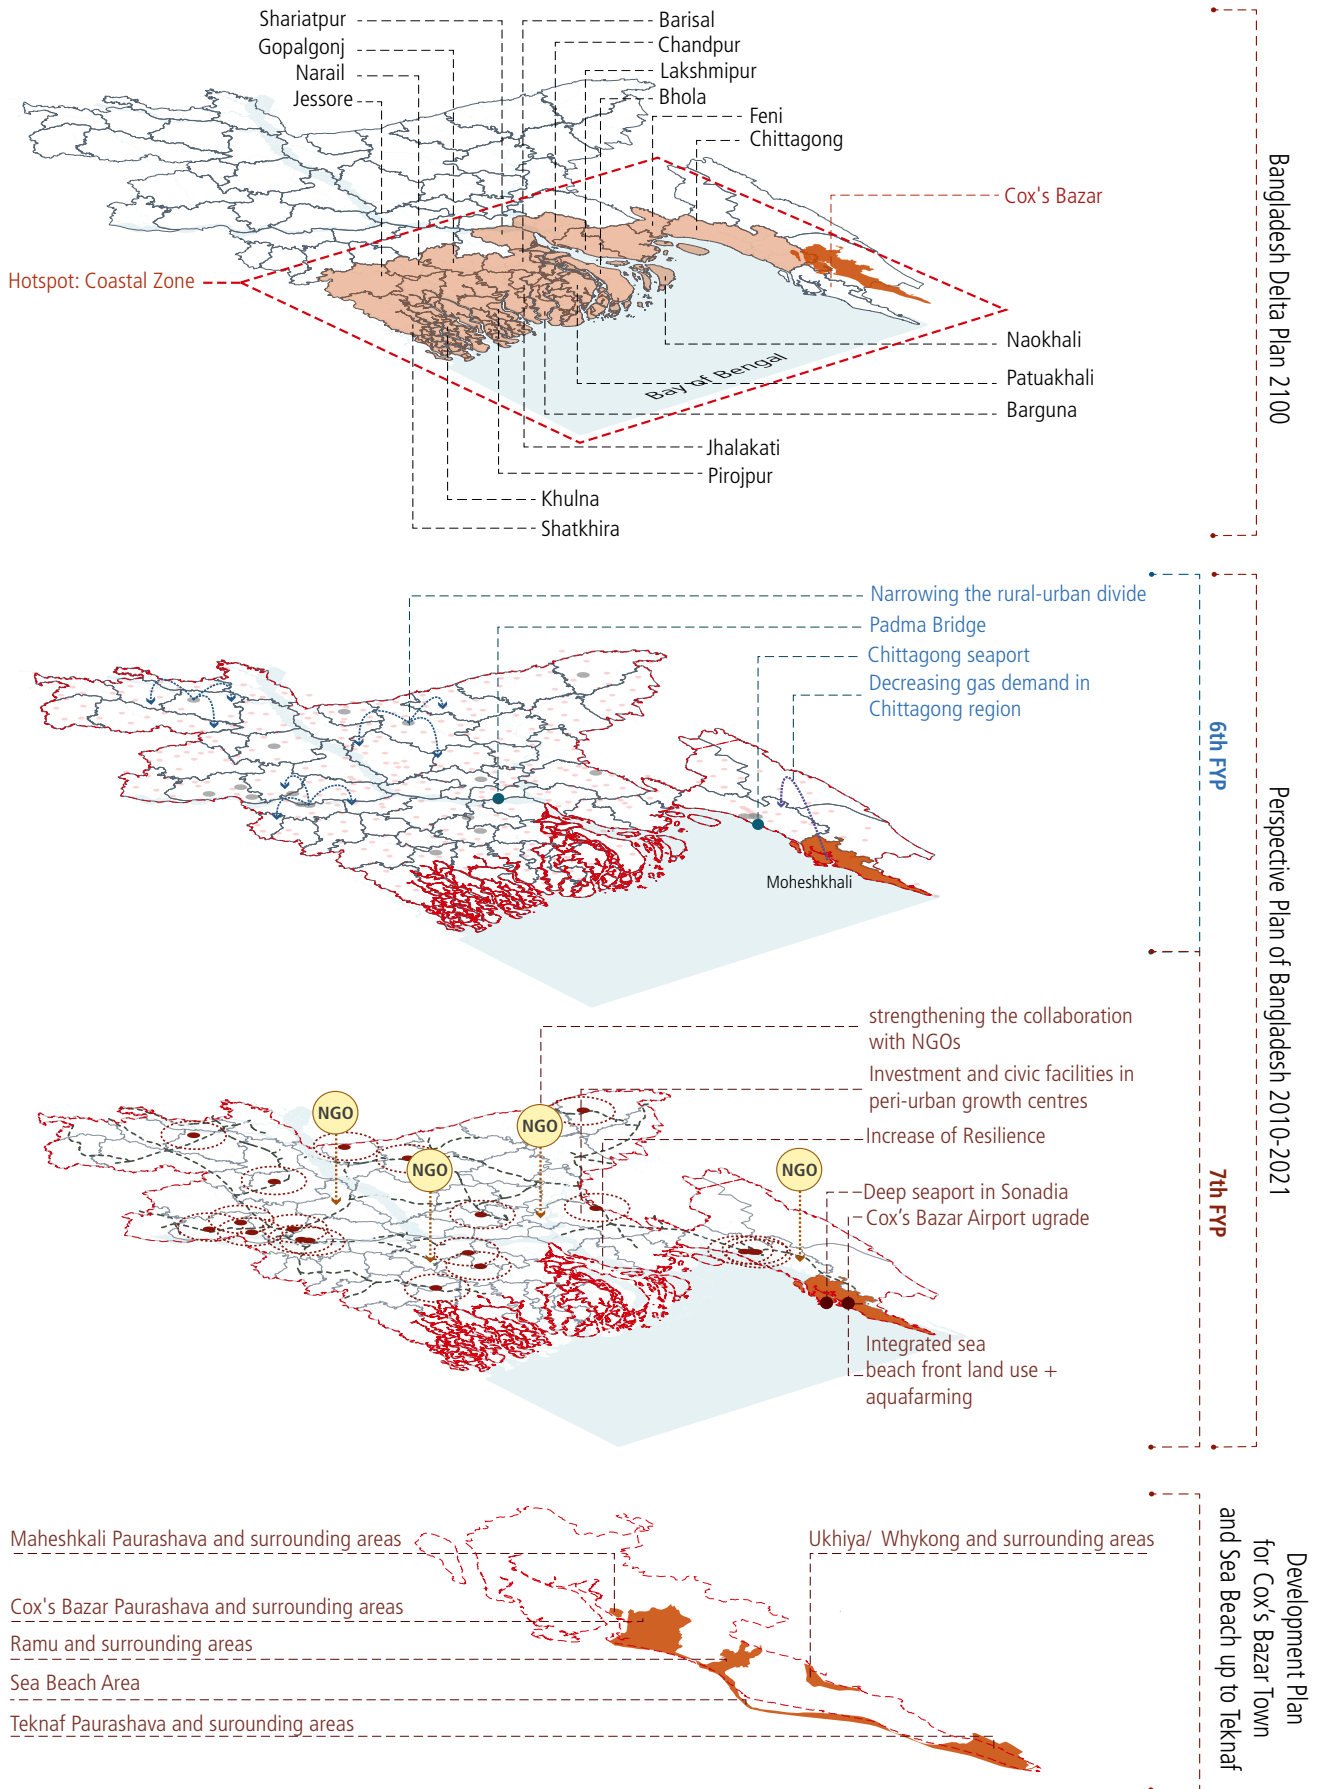 Shariatpur
Gopalgonj
Narail
Jessore
Barisal
Chandpur
Lakshmipur
Bhola
Feni
Chittagong
Cox's Bazar
Hotspot: Coastal Zone
Bay of Bengal
Naokhali
Patuakhali
Barguna
Jhalakati
Pirojpur
Khulna
Shatkhira
Bangladesh Delta Plan 2100
Narrowing the rural-urban divide
Padma Bridge
Chittagong seaport
Decreasing gas demand in
Chittagong region
Moheshkhali
6th FYP
Perspective Plan of Bangladesh 2010-2021
strengthening the collaboration
with NGOs
Investment and civic facilities in
peri-urban growth centres
Increase of Resilience
NGO
NGO
NGO
NGO
Deep seaport in Sonadia
Cox's Bazar Airport ugrade
Integrated sea
beach front land use +
aquafarming
7th FYP
Maheshkali Paurashava and surrounding areas
Cox's Bazar Paurashava and surrounding areas
Ramu and surrounding areas
Sea Beach Area
Teknaf Paurashava and surounding areas
Ukhiya/ Whykong and surrounding areas
Development Plan
for Cox's Bazar Town
and Sea Beach up to Teknaf